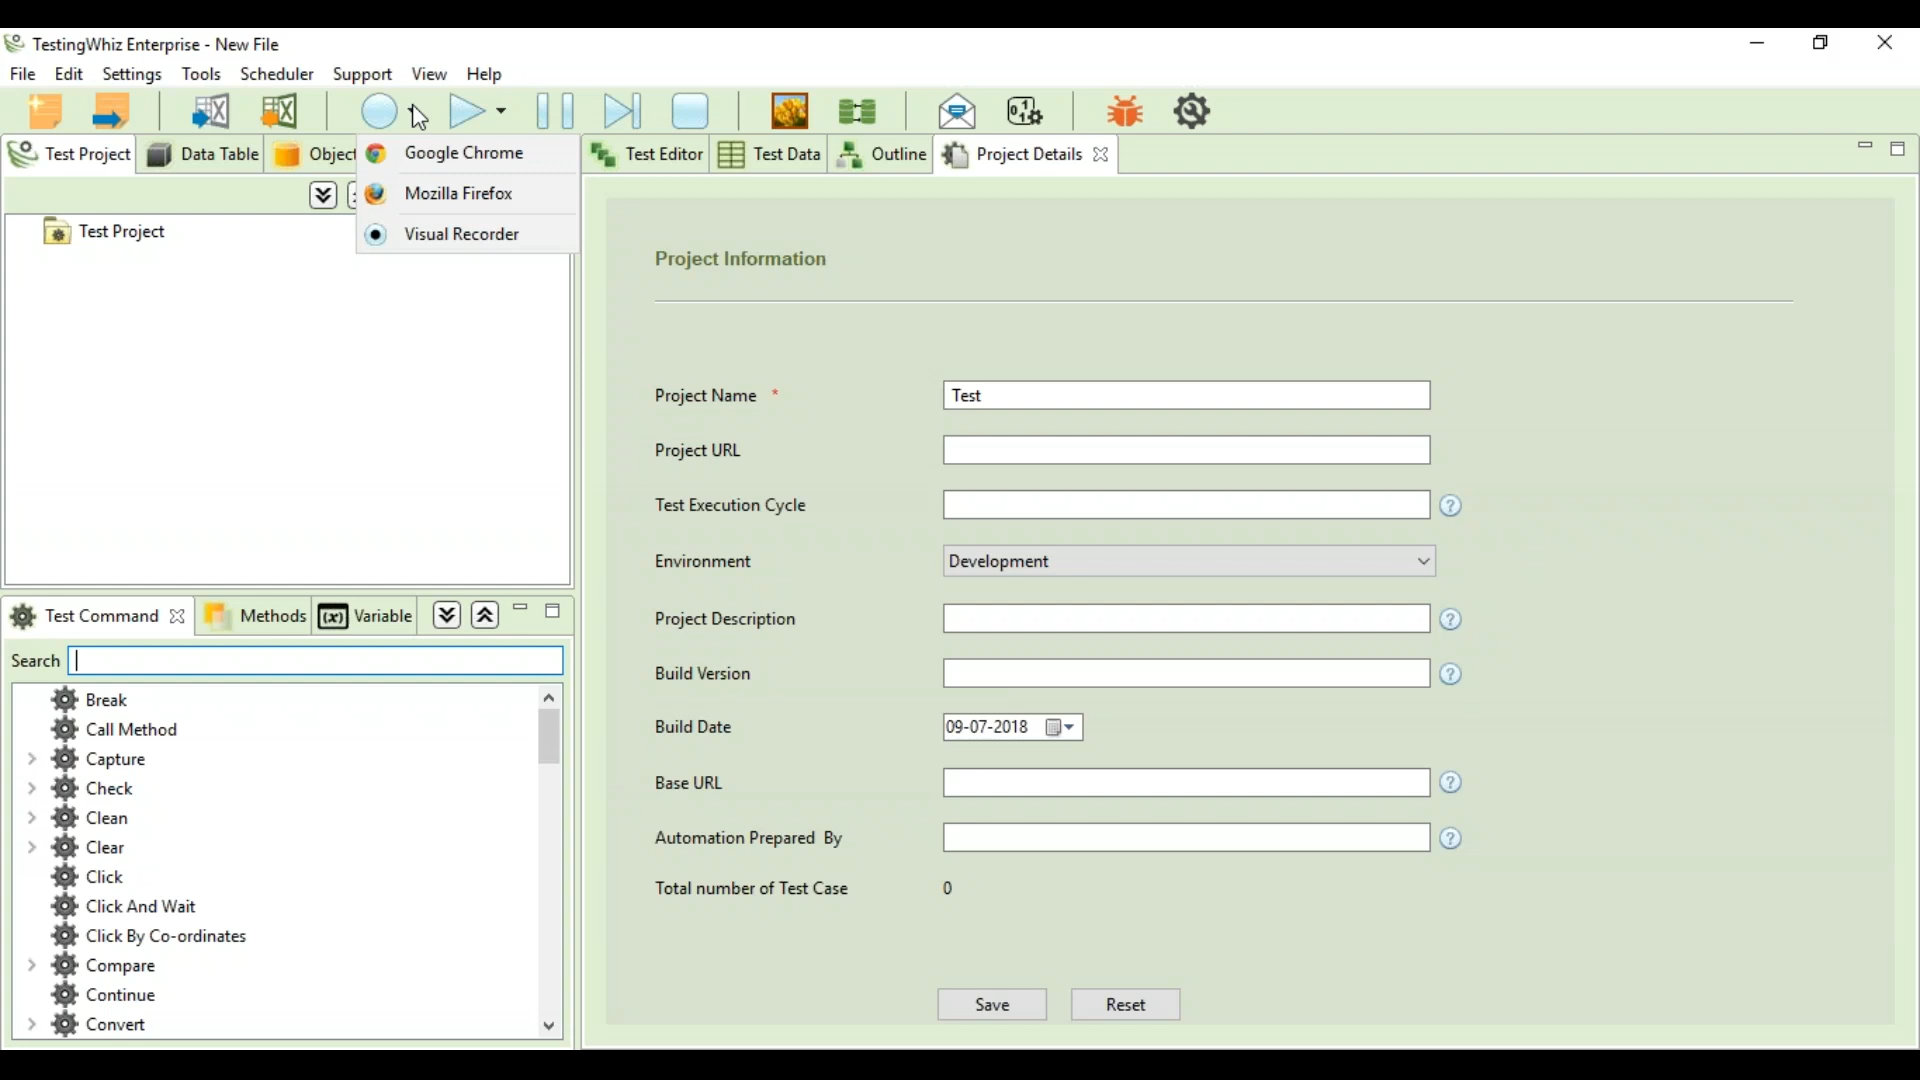 TestingWhiz Enterprise - New File
File Edit Settings Tools Scheduler Support View Help
Test Project Data Table Object
Google Chrome
Mozilla Firefox
Visual Recorder
Test Editor Test Data Outline Project Details
Test Project
Project Information
Project Name * Test
Project URL
Test Execution Cycle ?
Environment Development
Project Description ?
Build Version ?
Build Date 09-07-2018
Base URL ?
Automation Prepared By ?
Total number of Test Case 0
Save Reset
Test Command Methods (x) Variable
Search
Break
Call Method
Capture
Check
Clean
Clear
Click
Click And Wait
Click By Co-ordinates
Compare
Continue
Convert